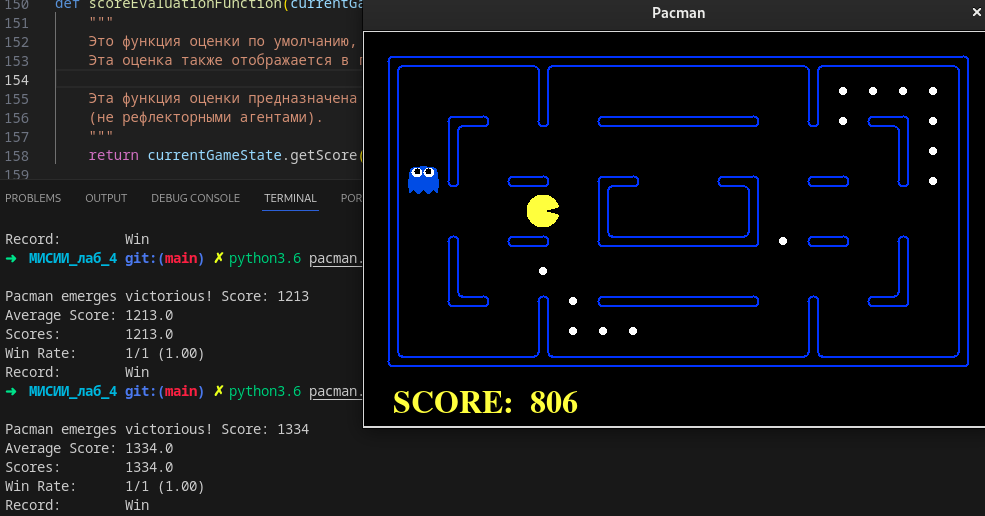 150 def scoreEvaluationFunction(currentGa
151 """
152 Это функция оценки по умолчанию,
153 Эта оценка также отображается в
154
155 Эта функция оценки предназначена
156 (не рефлекторными агентами).
157 """
158 return currentGameState.getScore(
159
PROBLEMS OUTPUT DEBUG CONSOLE TERMINAL POR
Record: Win
➜ МИСИИ_лаб_4 git:(main) ✗ python3.6 pacman.
Pacman emerges victorious! Score: 1213
Average Score: 1213.0
Scores: 1213.0
Win Rate: 1/1 (1.00)
Record: Win
➜ МИСИИ_лаб_4 git:(main) ✗ python3.6 pacman.
Pacman emerges victorious! Score: 1334
Average Score: 1334.0
Scores: 1334.0
Win Rate: 1/1 (1.00)
Record: Win
Pacman ×
SCORE: 806